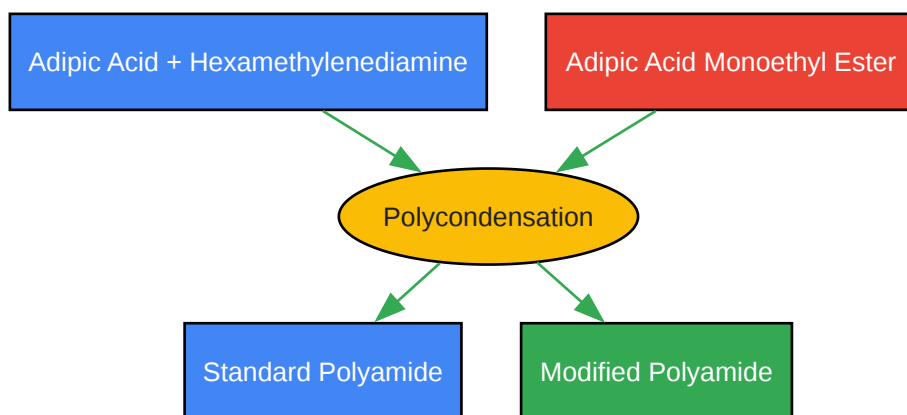 Adipic Acid + Hexamethylenediamine
Adipic Acid Monoethyl Ester
Polycondensation
Standard Polyamide
Modified Polyamide